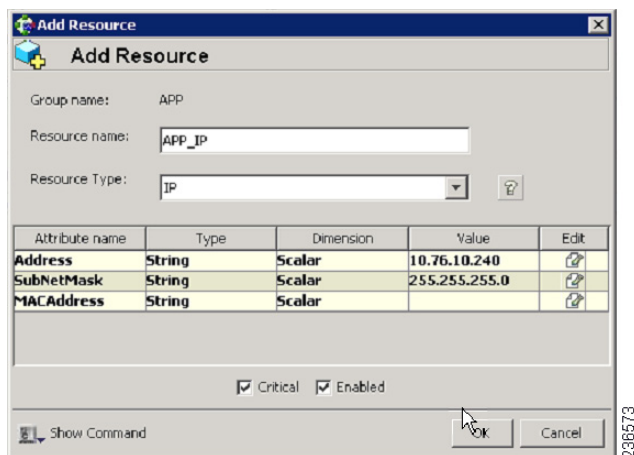 Add Resource
Add Resource
Group name: APP
Resource name: APP_IP
Resource Type: IP
Attribute name Type Dimension Value Edit
Address String Scalar 10.76.10.240
SubNetMask String Scalar 255.255.255.0
MACAddress String Scalar
Critical Enabled
Show Command OK Cancel
236573